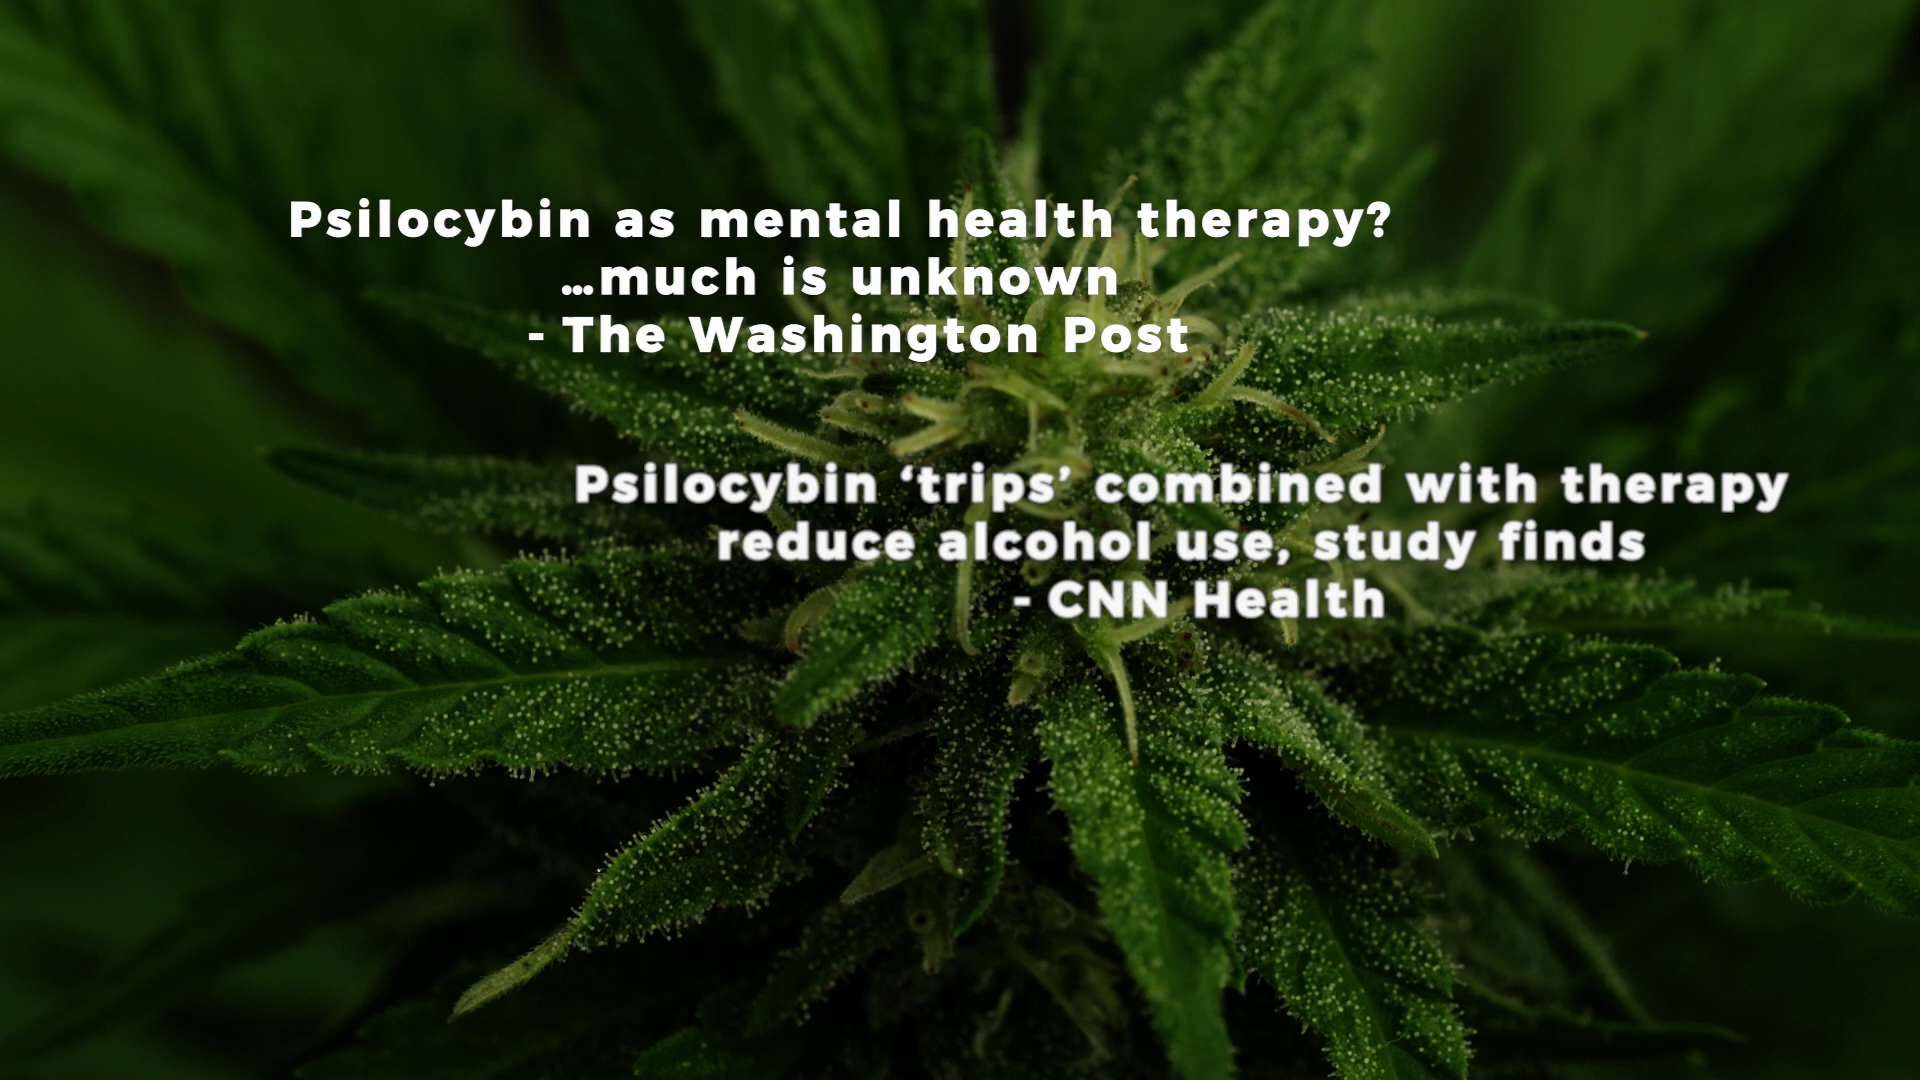 Psilocybin as mental health therapy?
…much is unknown
- The Washington Post
Psilocybin ‘trips’ combined with therapy
reduce alcohol use, study finds
- CNN Health